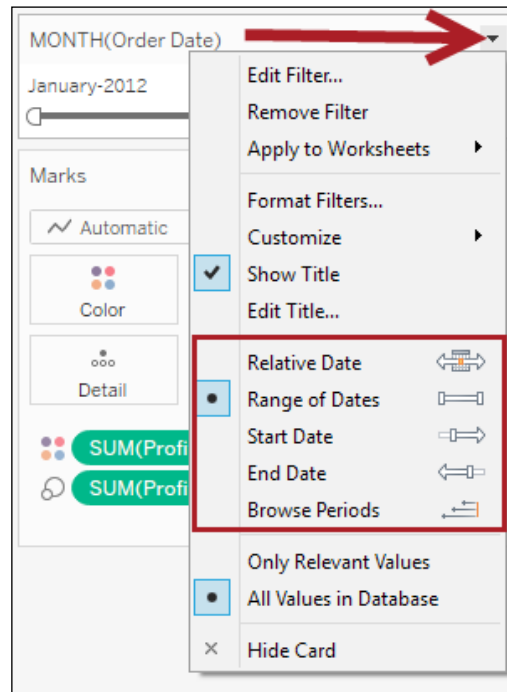 MONTH(Order Date)
January-2012
Edit Filter...
Remove Filter
Apply to Worksheets
Format Filters...
Customize
Show Title
Edit Title...
Relative Date
Range of Dates
Start Date
End Date
Browse Periods
Only Relevant Values
All Values in Database
Hide Card
Marks
Automatic
Color
Detail
SUM(Profi
SUM(Profi